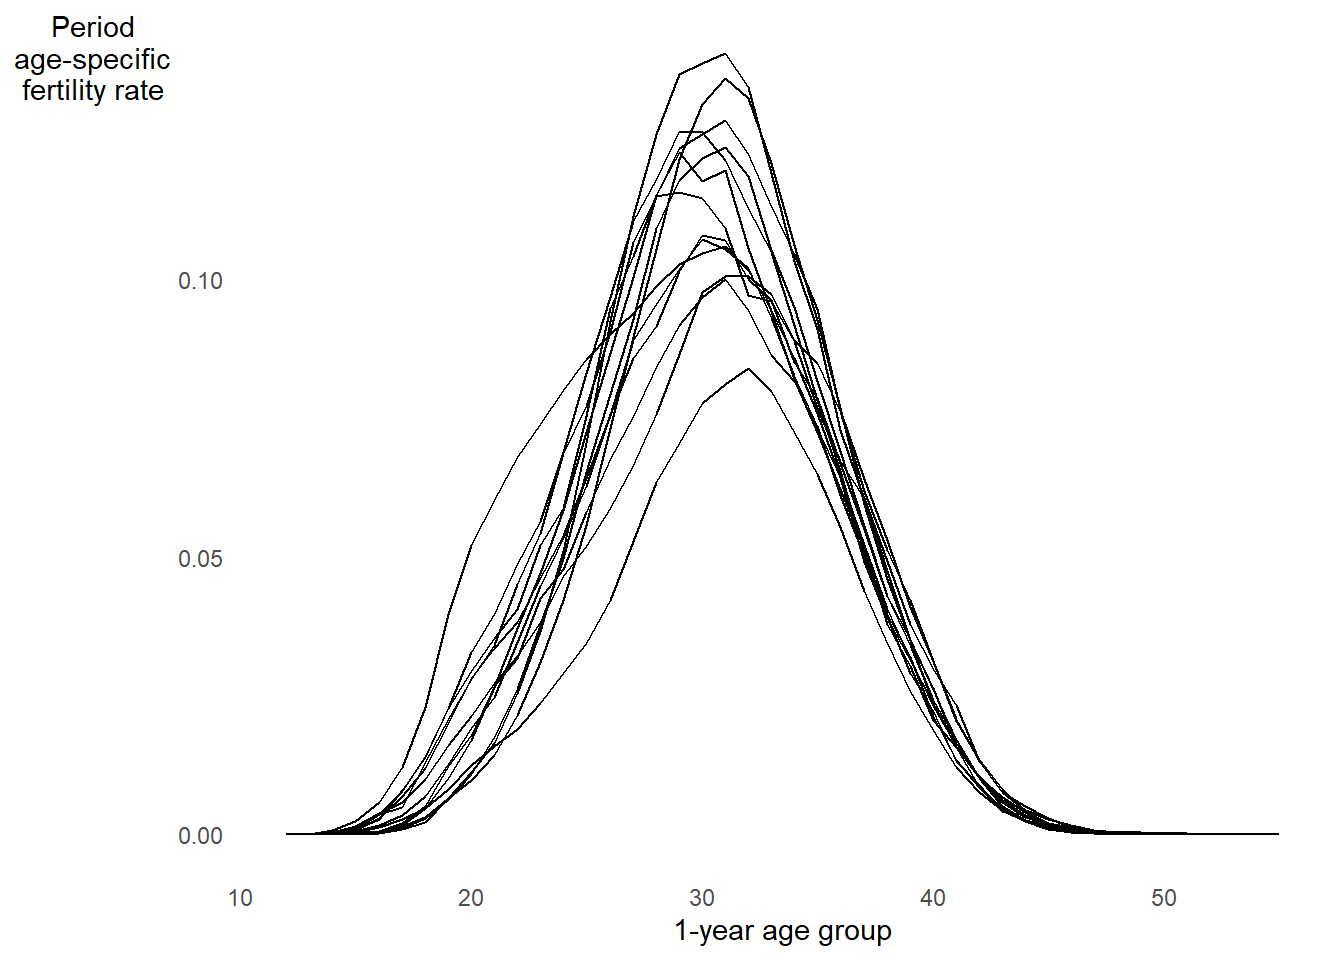 Period
age-specific
fertility rate
0.10
0.05
0.00
10 20 30 40 50
1-year age group